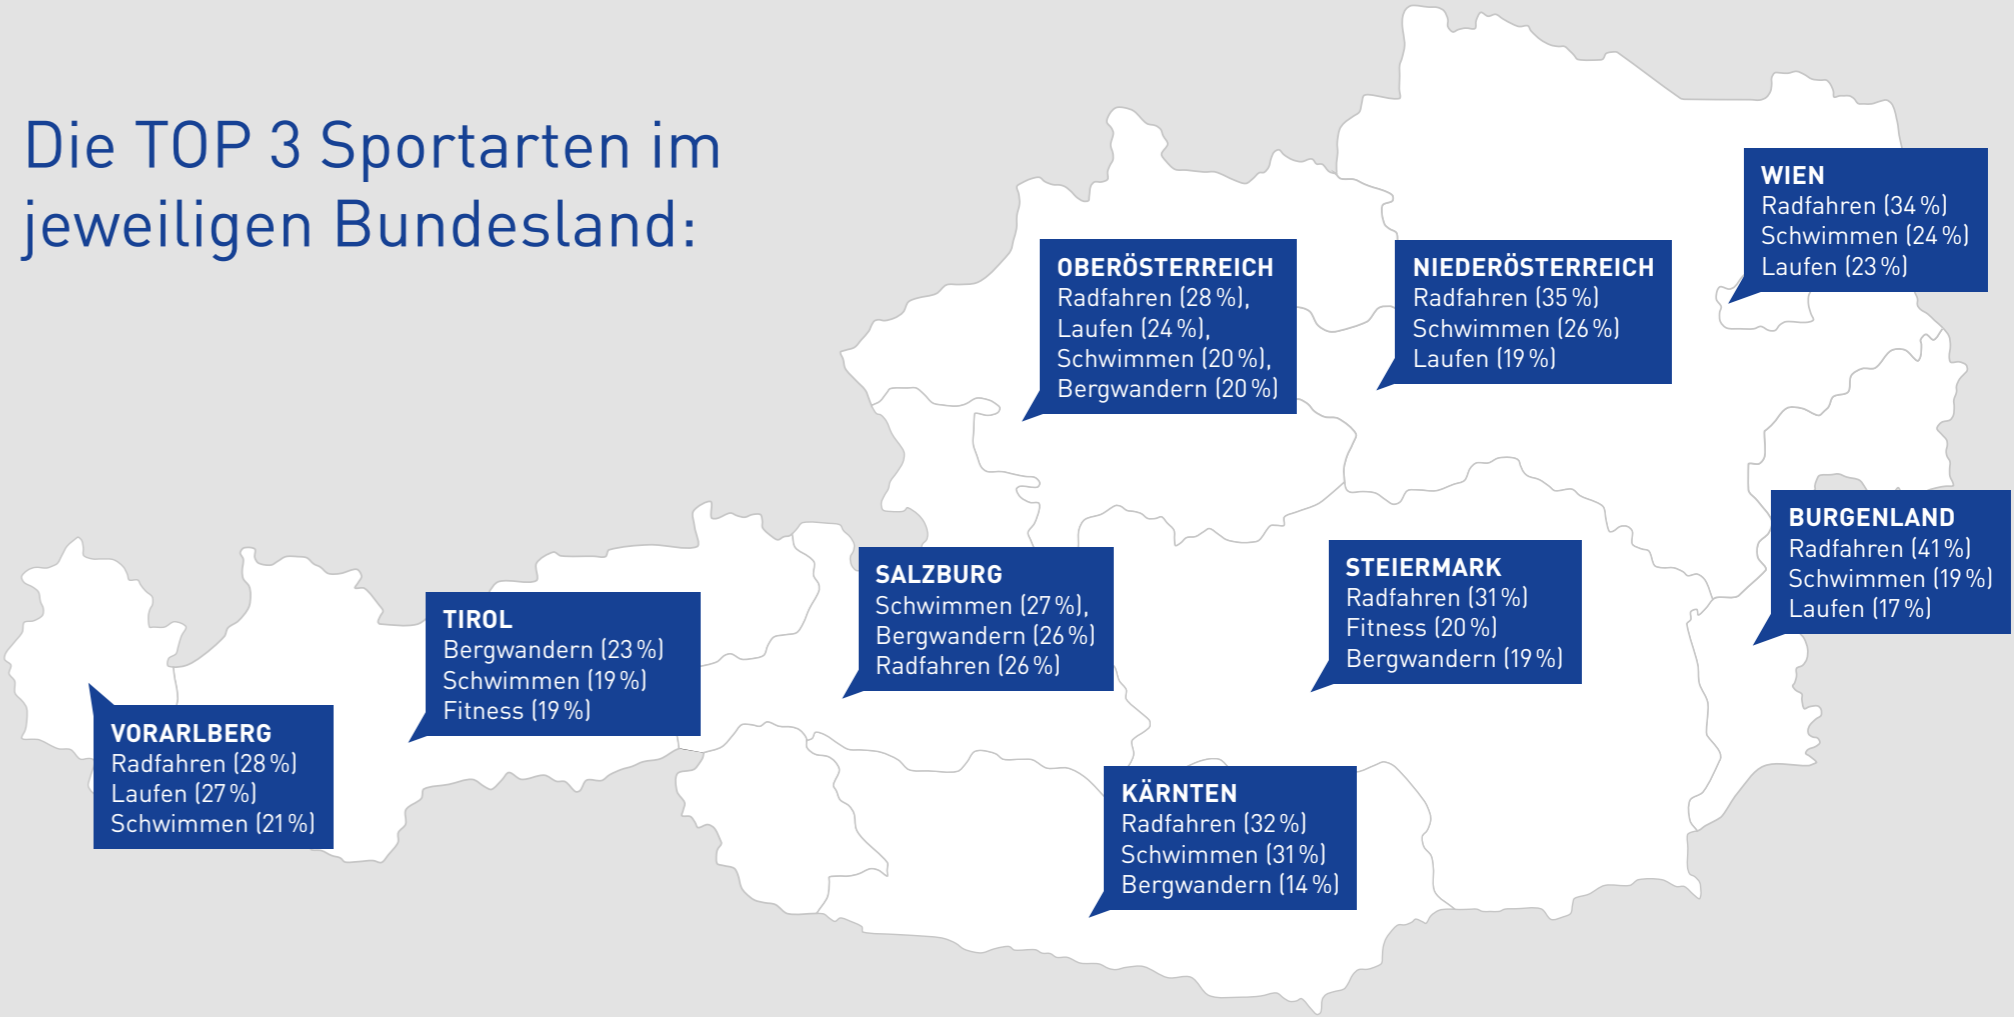 Die TOP 3 Sportarten im
jeweiligen Bundesland:
WIEN
Radfahren (34 %)
Schwimmen (24 %)
Laufen (23 %)
OBERÖSTERREICH
Radfahren (28 %),
Laufen (24 %),
Schwimmen (20 %),
Bergwandern (20 %)
NIEDERÖSTERREICH
Radfahren (35 %)
Schwimmen (26 %)
Laufen (19 %)
BURGENLAND
Radfahren (41 %)
Schwimmen (19 %)
Laufen (17 %)
SALZBURG
Schwimmen (27 %),
Bergwandern (26 %)
Radfahren (26 %)
STEIERMARK
Radfahren (31 %)
Fitness (20 %)
Bergwandern (19 %)
TIROL
Bergwandern (23 %)
Schwimmen (19 %)
Fitness (19 %)
VORARLBERG
Radfahren (28 %)
Laufen (27 %)
Schwimmen (21 %)
KÄRNTEN
Radfahren (32 %)
Schwimmen (31 %)
Bergwandern (14 %)